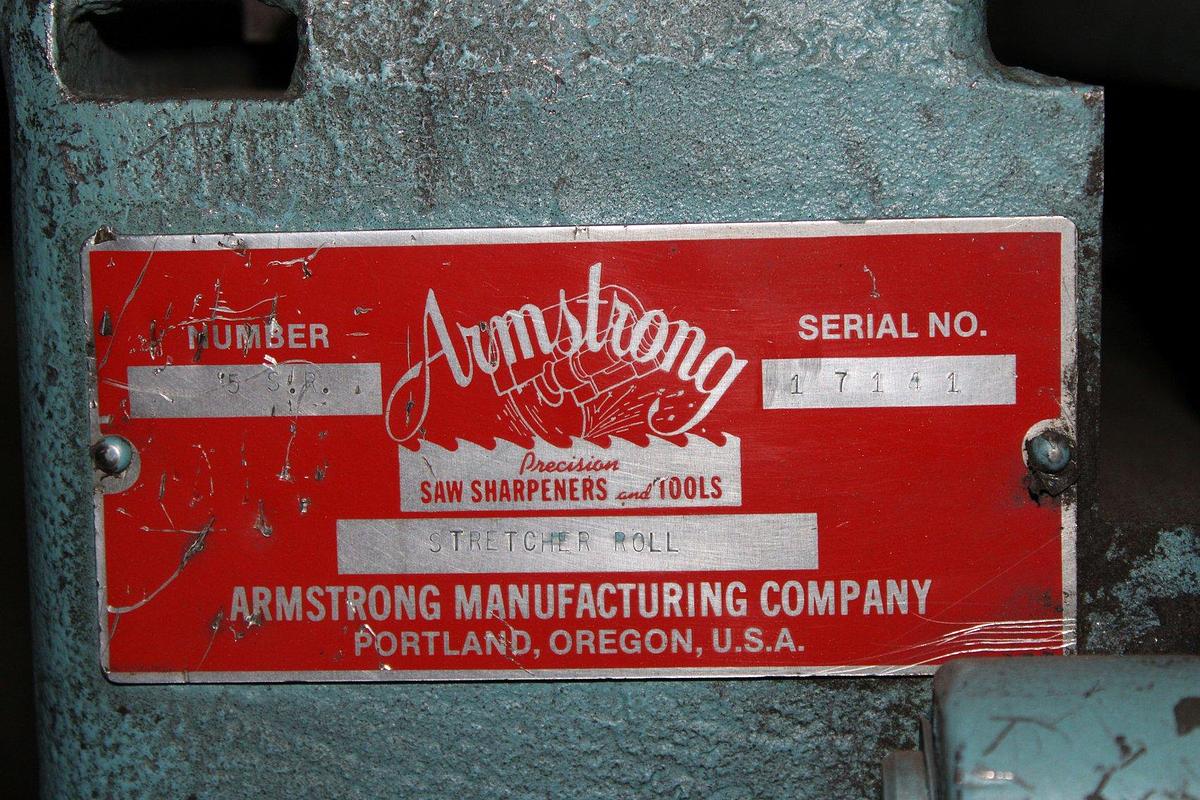 Armstrong
NUMBER
SERIAL NO.
5 S.R.
17141
Precision
SAW SHARPENERS and TOOLS
STRETCHER ROLL
ARMSTRONG MANUFACTURING COMPANY
PORTLAND, OREGON, U.S.A.